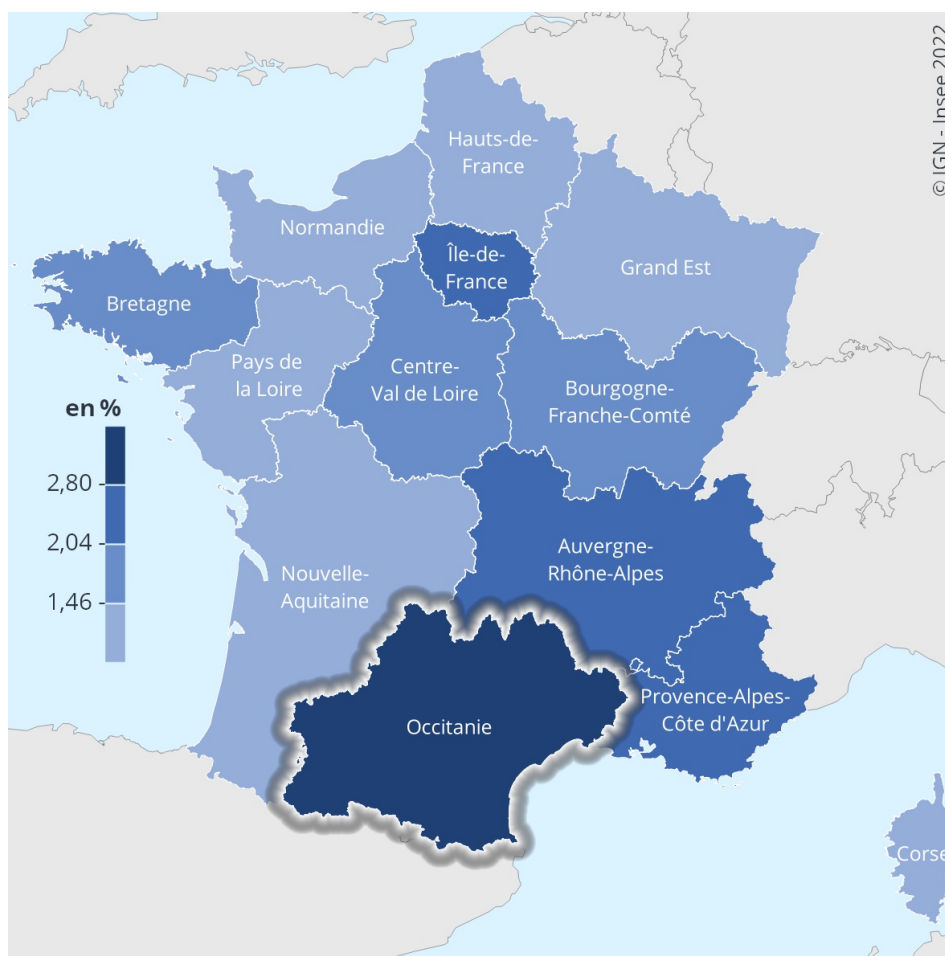 © IGN - Insee 2022
Hauts-de-
France
Normandie
Île-de-
France
Grand Est
Bretagne
Pays de
la Loire
Centre-
Val de Loire
Bourgogne-
Franche-Comté
en %
2,80
2,04
1,46
Auvergne-
Rhône-Alpes
Nouvelle-
Aquitaine
Provence-Alpes-
Côte d'Azur
Occitanie
Corse